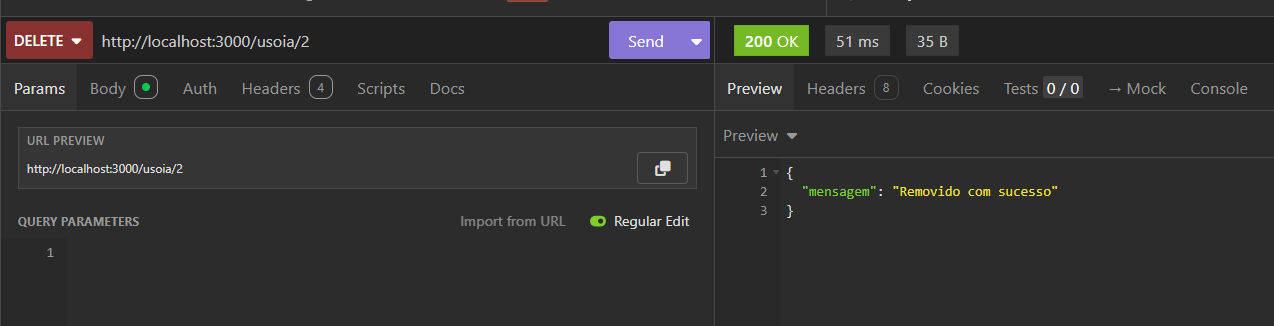 DELETE http://localhost:3000/usoia/2 Send
200 OK 51 ms 35 B
Params Body Auth Headers 4 Scripts Docs
Preview Headers 8 Cookies Tests 0 / 0 → Mock Console
URL PREVIEW
http://localhost:3000/usoia/2
QUERY PARAMETERS Import from URL Regular Edit
1
Preview
1 {
2 "mensagem": "Removido com sucesso"
3 }